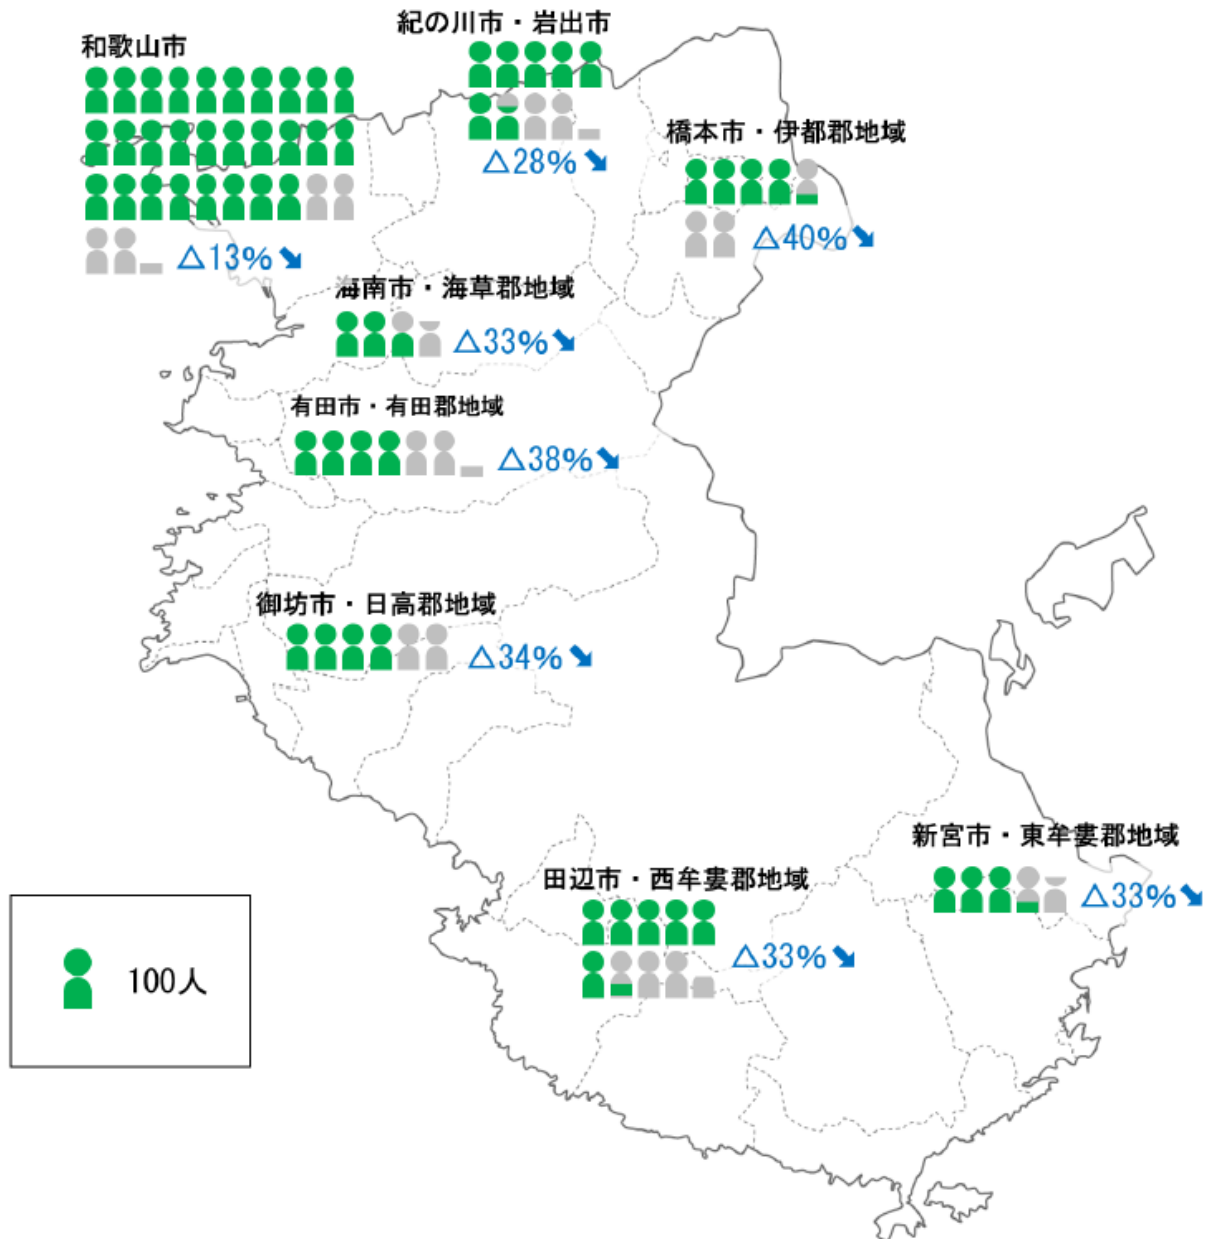 紀の川市・岩出市
和歌山市
△28%
橋本市・伊都郡地域
△40%
△13%
海南市・海草郡地域
△33%
有田市・有田郡地域
△38%
御坊市・日高郡地域
△34%
新宮市・東牟婁郡地域
△33%
田辺市・西牟婁郡地域
△33%
100人